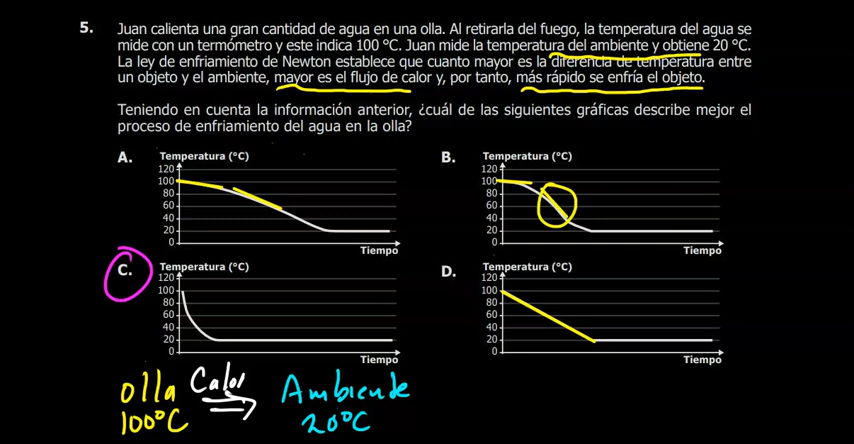 5. Juan calienta una gran cantidad de agua en una olla. Al retirarla del fuego, la temperatura del agua se
mide con un termómetro y este indica 100 °C. Juan mide la temperatura del ambiente y obtiene 20 °C.
La ley de enfriamiento de Newton establece que cuanto mayor es la diferencia de temperatura entre
un objeto y el ambiente, mayor es el flujo de calor y, por tanto, más rápido se enfría el objeto.
Teniendo en cuenta la información anterior, ¿cuál de las siguientes gráficas describe mejor el
proceso de enfriamiento del agua en la olla?
A. Temperatura (°C)
120
100
80
60
40
20
0
Tiempo
B. Temperatura (°C)
120
100
80
60
40
20
0
Tiempo
C. Temperatura (°C)
120
100
80
60
40
20
0
Tiempo
D. Temperatura (°C)
120
100
80
60
40
20
0
Tiempo
olla Calor Ambiende
100°C 20°C